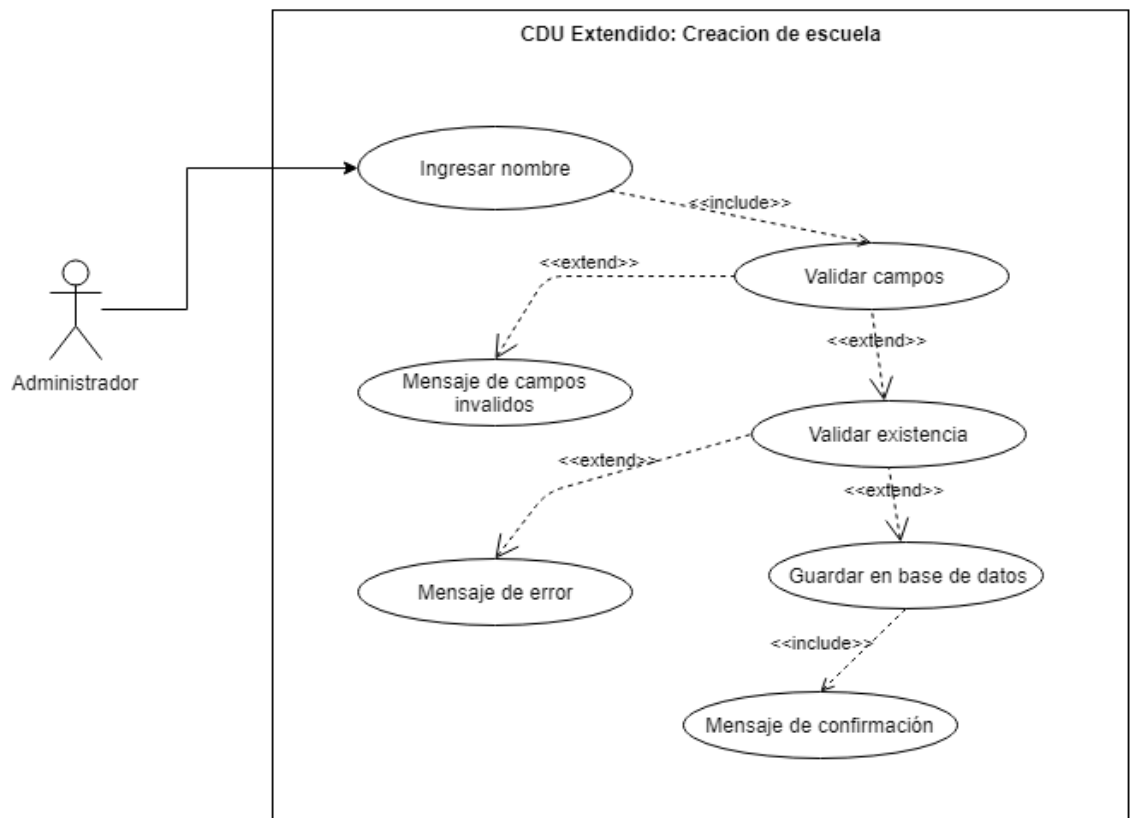 CDU Extendido: Creacion de escuela
Ingresar nombre
<<include>>
<<extend>>
Validar campos
<<extend>>
Administrador
Mensaje de campos
invalidos
Validar existencia
<<extend>>
<<extend>>
Guardar en base de datos
Mensaje de error
<<include>>
Mensaje de confirmación